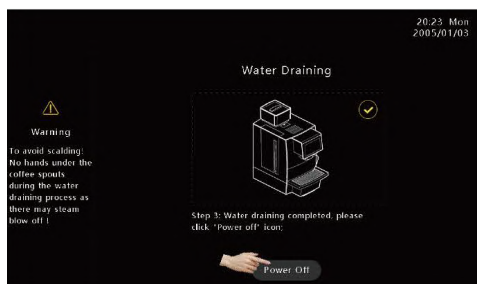 20:23 Mon
2005/01/03
Water Draining
Warning
To avoid scalding:
No hands under the
coffee spouts
during the water
draining process as
there may steam
blow off !
Step 3: Water draining completed, please
click "Power off" icon;
Power Off